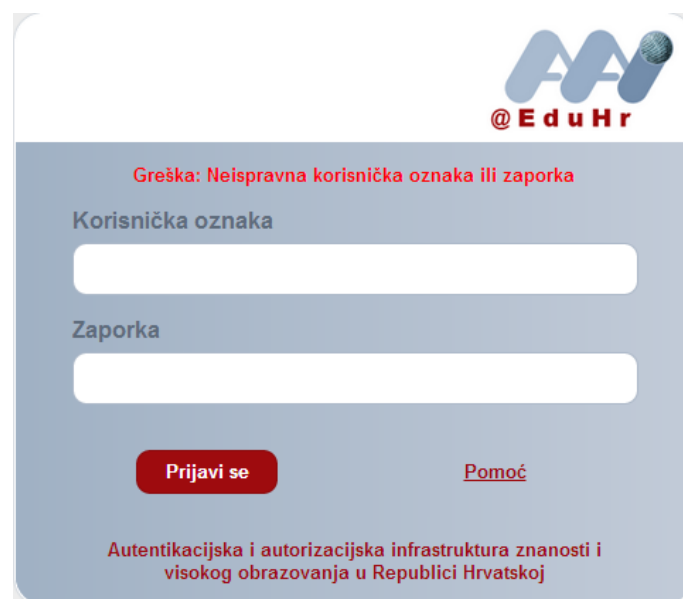 @EduHr
Greška: Neispravna korisnička oznaka ili zaporka
Korisnička oznaka
Zaporka
Prijavi se
Pomoć
Autentikacijska i autorizacijska infrastruktura znanosti i
visokog obrazovanja u Republici Hrvatskoj